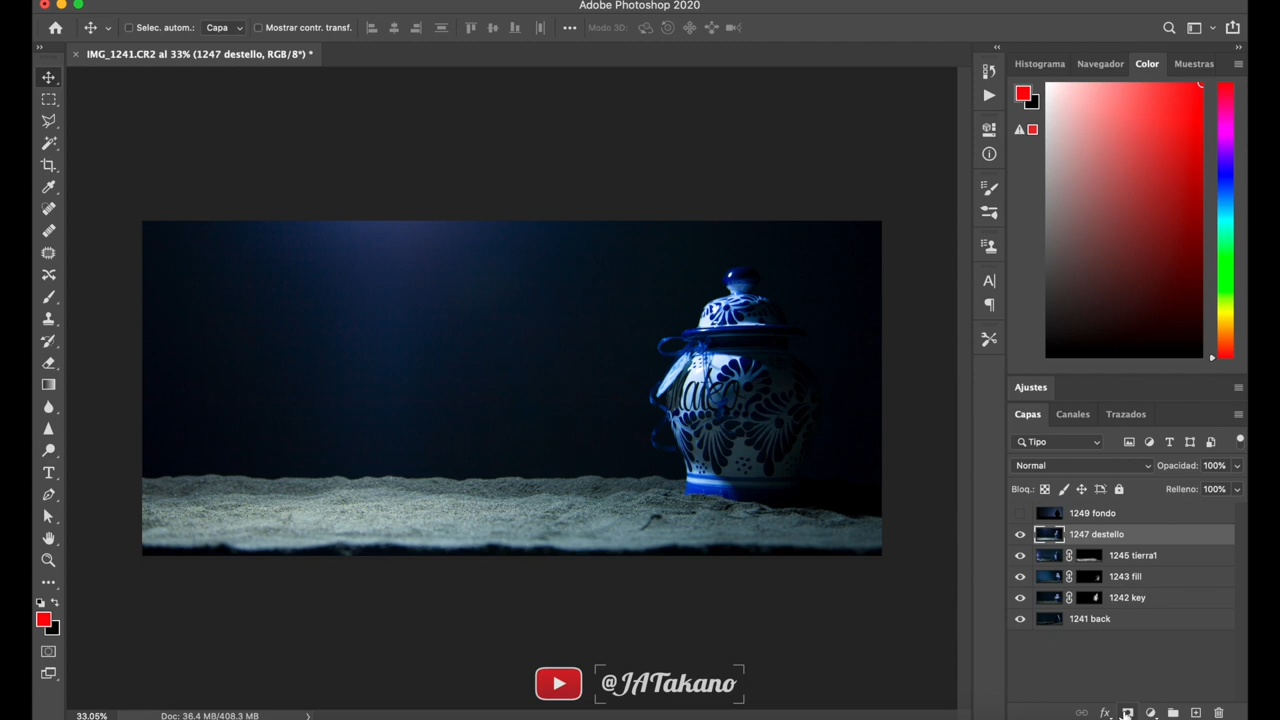 Adobe Photoshop 2020
Selec. autom.: Capa Mostrar contr. transf. Modo 3D:
IMG_1241.CR2 al 33% (1247 destello, RGB/8*) *
Histograma Navegador Color Muestras
Ajustes
Capas Canales Trazados
Tipo
Normal Opacidad: 100%
Bloq.: Relleno: 100%
1249 fondo
1247 destello
1245 tierra1
1243 fill
1242 key
1241 back
fx
@JATakano
33.05% Doc: 36.4 MB/408.3 MB